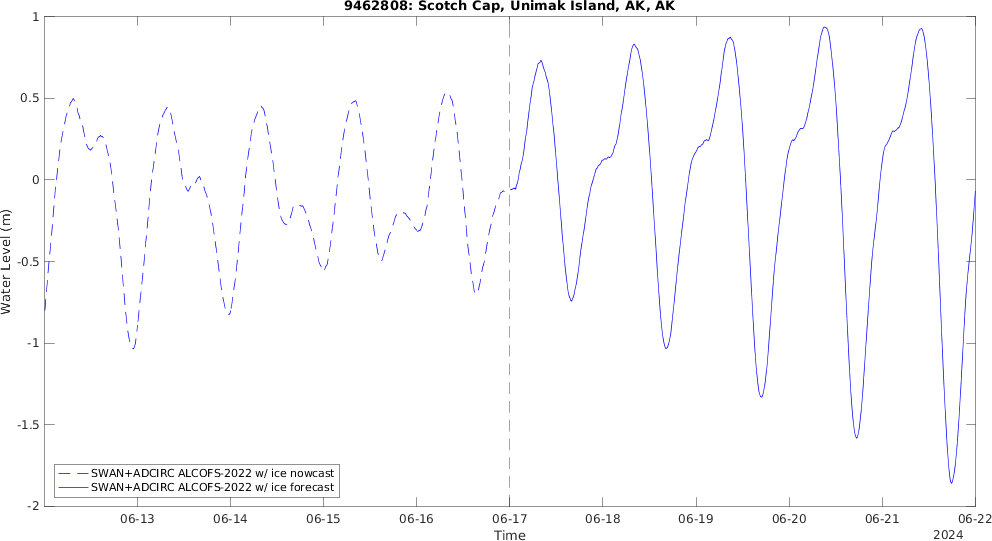 9462808: Scotch Cap, Unimak Island, AK, AK
Water Level (m)
1
0.5
0
-0.5
-1
-1.5
-2
SWAN+ADCIRC ALCOFS-2022 w/ ice nowcast
SWAN+ADCIRC ALCOFS-2022 w/ ice forecast
06-13 06-14 06-15 06-16 06-17 06-18 06-19 06-20 06-21 06-22
Time
2024